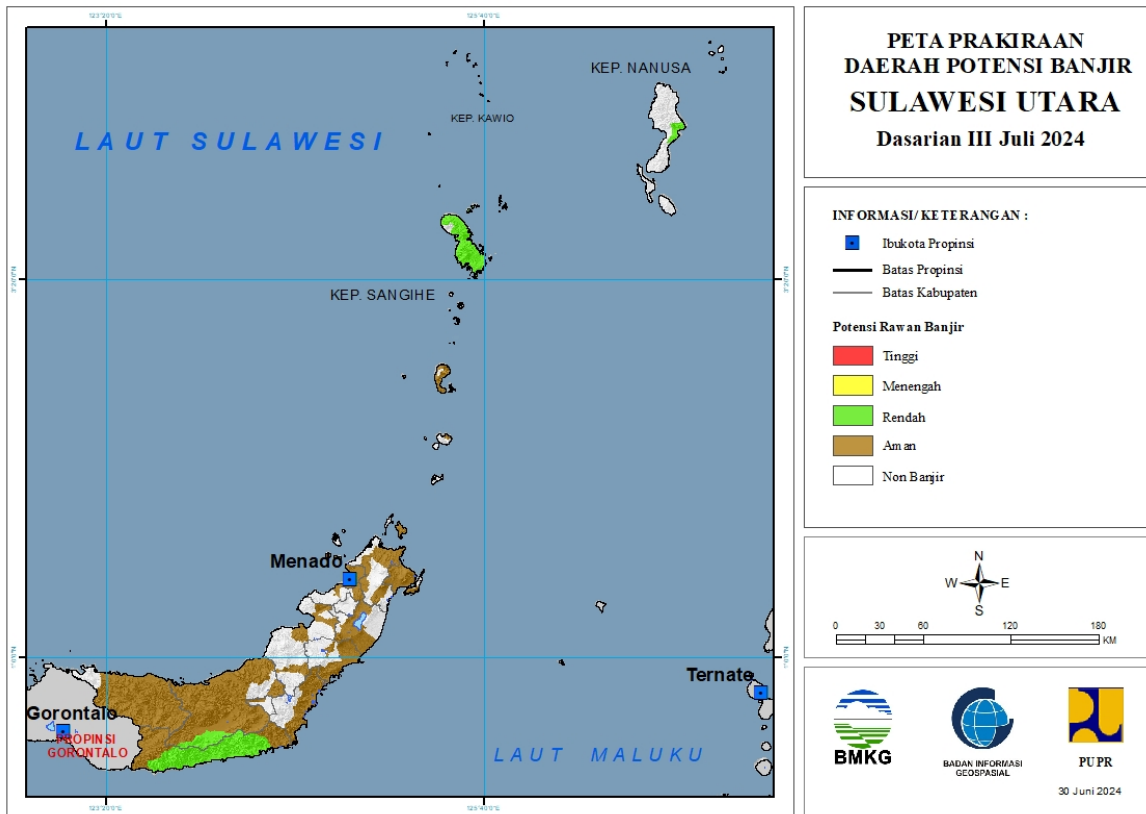 PETA PRAKIRAAN
DAERAH POTENSI BANJIR
SULAWESI UTARA
Dasarian III Juli 2024
INFORMASI/ KETERANGAN :
Ibukota Propinsi
Batas Propinsi
Batas Kabupaten
Potensi Rawan Banjir
Tinggi
Menengah
Rendah
Aman
Non Banjir
N
W E
S
0 30 60 120 180
KM
BMKG
BADAN INFORMASI
GEOSPASIAL
PUPR
30 Juni 2024
KEP. NANUSA
KEP. KAWIO
LAUT SULAWESI
KEP. SANGIHE
Menado
Ternate
Gorontalo
PROPINSI
GORONTALO
LAUT MALUKU